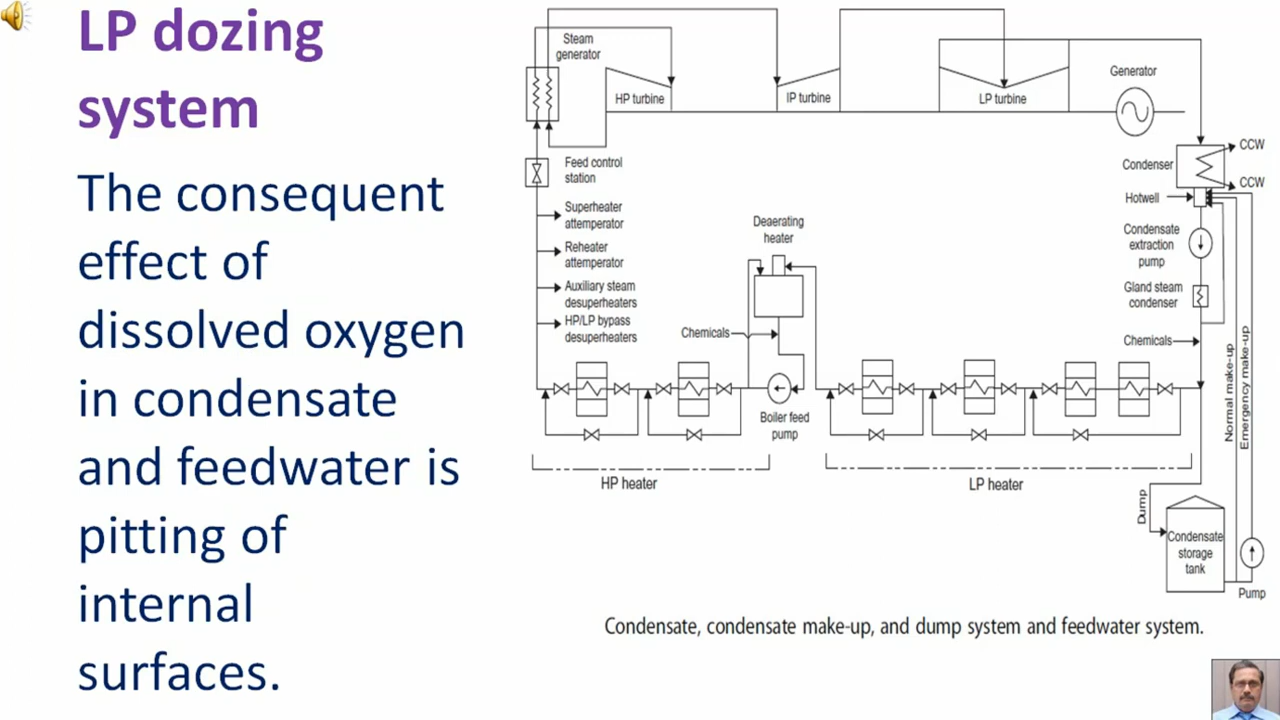 LP dozing
system
The consequent
effect of
dissolved oxygen
in condensate
and feedwater is
pitting of
internal
surfaces.
Steam
generator
HP turbine
IP turbine
LP turbine
Generator
Feed control
station
Superheater
attemperator
Reheater
attemperator
Auxiliary steam
desuperheaters
HP/LP bypass
desuperheaters
Deaerating
heater
Chemicals
Boiler feed
pump
HP heater
LP heater
CCW
Condenser
CCW
Hotwell
Condensate
extraction
pump
Gland steam
condenser
Chemicals
Normal make-up
Emergency make-up
Dump
Condensate
storage
tank
Pump
Condensate, condensate make-up, and dump system and feedwater system.